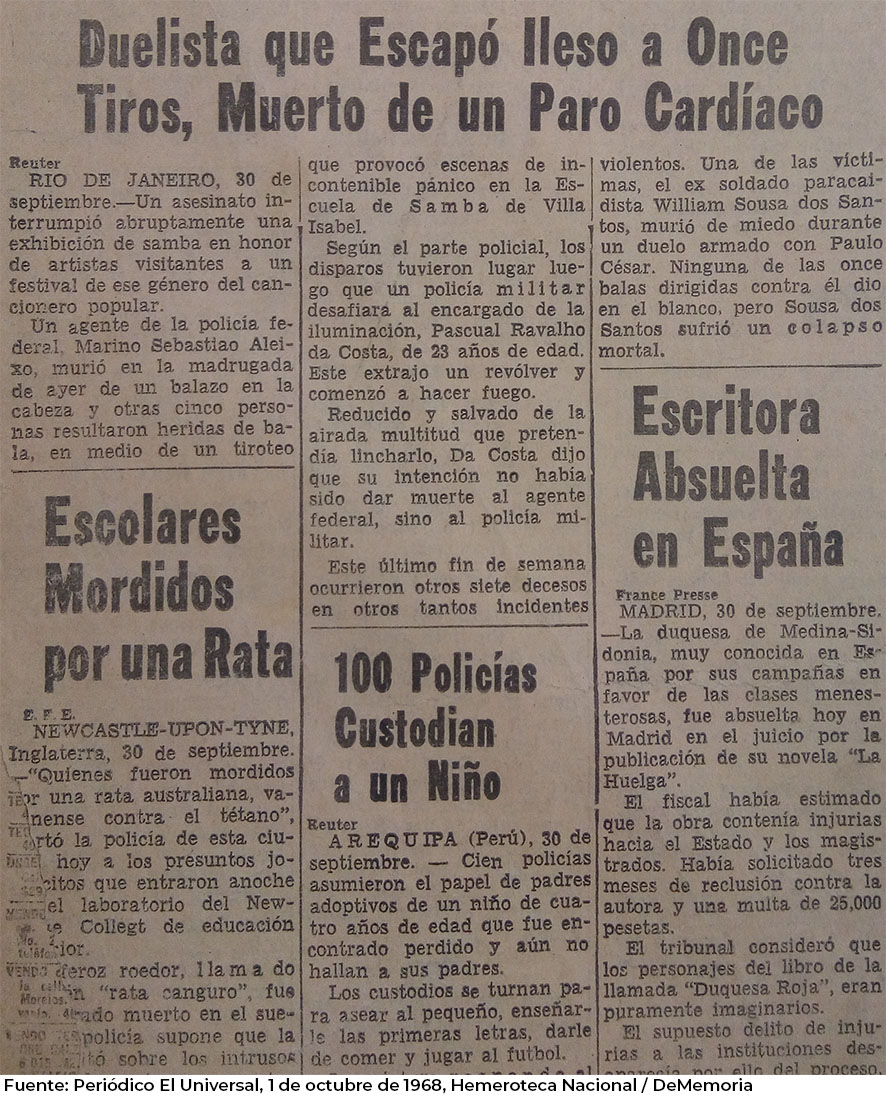 Duelista que Escapó Ileso a Once
Tiros, Muerto de un Paro Cardíaco
Reuter
RIO DE JANEIRO, 30 de
septiembre.—Un asesinato in-
terrumpió abruptamente una
exhibición de samba en honor
de artistas visitantes a un
festival de ese género del can-
cionero popular.
Un agente de la policía fe-
deral, Marino Sebastiao Alei-
xo, murió en la madrugada
de ayer de un balazo en la
cabeza y otras cinco perso-
nas resultaron heridas de ba-
la, en medio de un tiroteo
que provocó escenas de in-
contenible pánico en la Es-
cuela de Samba de Villa
Isabel.
Según el parte policial, los
disparos tuvieron lugar lue-
go que un policía militar
desafiara al encargado de la
iluminación, Pascual Ravalho
da Costa, de 23 años de edad.
Este extrajo un revólver y
comenzó a hacer fuego.
Reducido y salvado de la
airada multitud que preten-
día lincharlo, Da Costa dijo
que su intención no había
sido dar muerte al agente
federal, sino al policía mi-
litar.
Este último fin de semana
ocurrieron otros siete decesos
en otros tantos incidentes
violentos. Una de las vícti-
mas, el ex soldado paracai-
dista William Sousa dos San-
tos, murió de miedo durante
un duelo armado con Paulo
César. Ninguna de las once
balas dirigidas contra él dio
en el blanco, pero Sousa dos
Santos sufrió un colapso
mortal.
Escolares
Mordidos
por una Rata
E. F. E.
NEWCASTLE-UPON-TYNE,
Inglaterra, 30 de septiembre.
—"Quienes fueron mordidos
por una rata australiana, va-
nense contra el tétano",
rtó la policía de esta ciu-
hoy a los presuntos jo-
citos que entraron anoche
el laboratorio del New-
e Collegt de educación
rior.
feroz roedor, llama do
n "rata canguro", fue
ado muerto en el sue-
policía supone que la
tó sobre los intrusos
100 Policías
Custodian
a un Niño
Reuter
AREQUIPA (Perú), 30 de
septiembre. — Cien policías
asumieron el papel de padres
adoptivos de un niño de cua-
tro años de edad que fue en-
contrado perdido y aún no
hallan a sus padres.
Los custodios se turnan pa-
ra asear al pequeño, enseñar-
le las primeras letras, darle
de comer y jugar al futbol.
Escritora
Absuelta
en España
France Presse
MADRID, 30 de septiembre.
—La duquesa de Medina-Si-
donia, muy conocida en Es-
paña por sus campañas en
favor de las clases menes-
terosas, fue absuelta hoy en
Madrid en el juicio por la
publicación de su novela "La
Huelga".
El fiscal había estimado
que la obra contenía injurias
hacia el Estado y los magis-
trados. Había solicitado tres
meses de reclusión contra la
autora y una multa de 25,000
pesetas.
El tribunal consideró que
los personajes del libro de la
llamada "Duquesa Roja", eran
puramente imaginarios.
El supuesto delito de inju-
rias a las instituciones des-
aparecía por ello del proceso,
Fuente: Periódico El Universal, 1 de octubre de 1968, Hemeroteca Nacional / DeMemoria